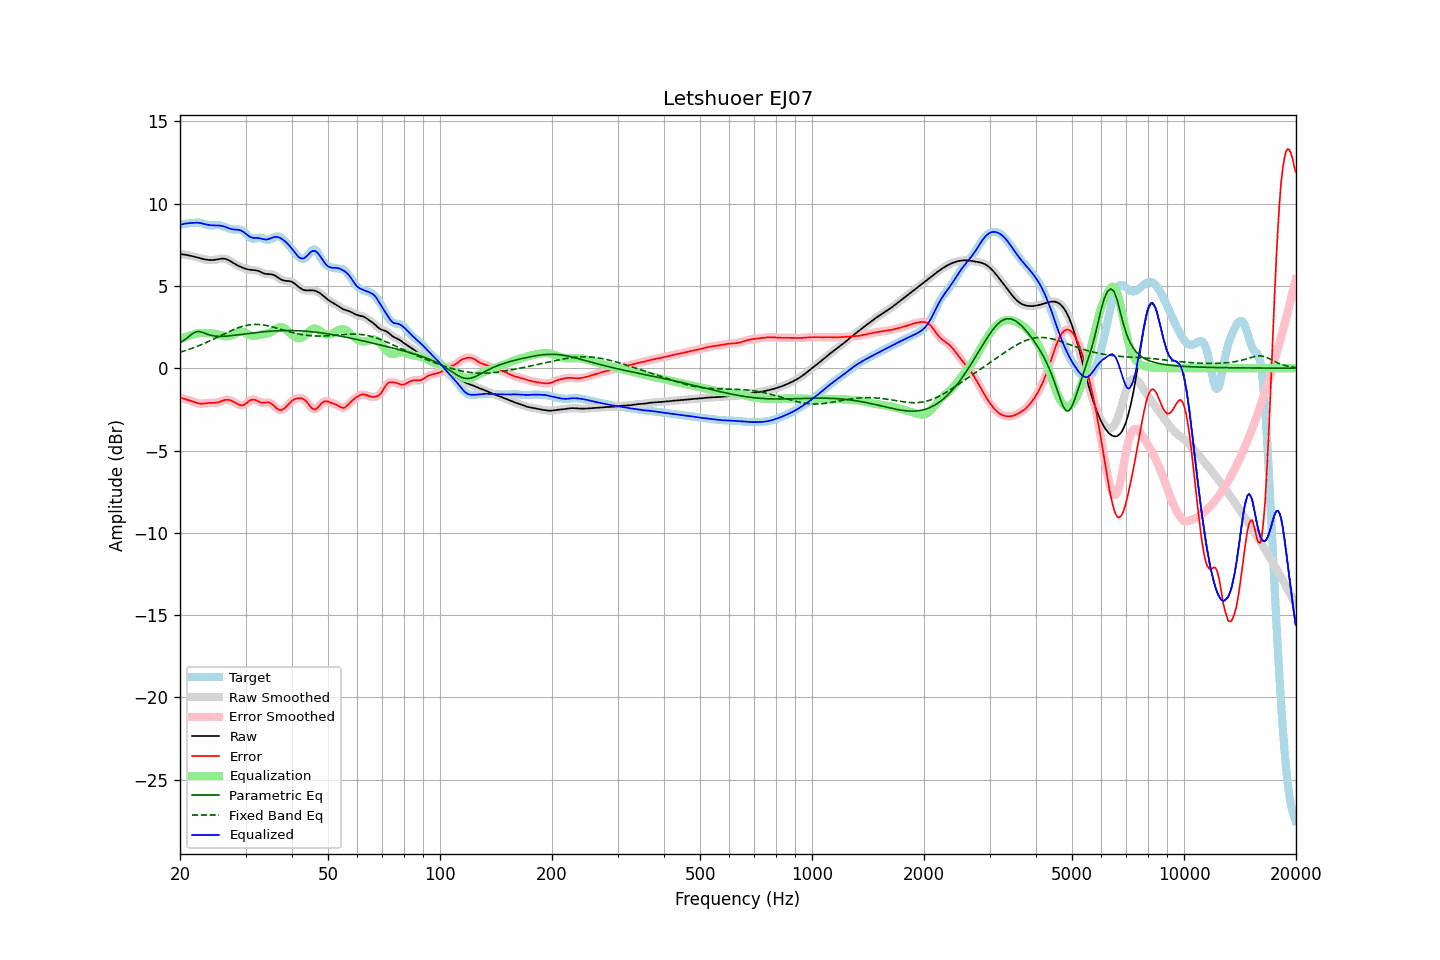 Letshuoer EJ07
15
10
5
0
−5
−10
−15
−20
−25
Amplitude (dBr)
Target
Raw Smoothed
Error Smoothed
Raw
Error
Equalization
Parametric Eq
Fixed Band Eq
Equalized
20 50 100 200 500 1000 2000 5000 10000 20000
Frequency (Hz)